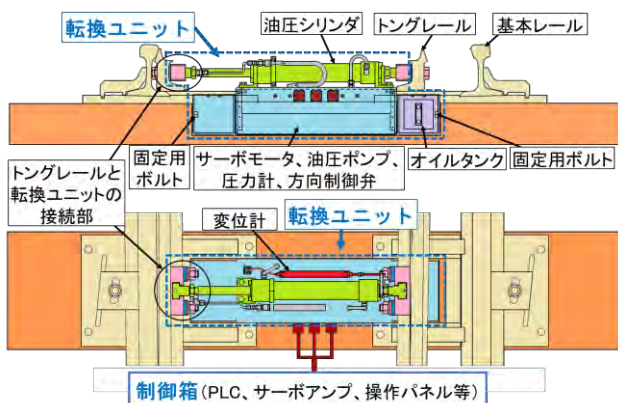 転換ユニット
油圧シリンダ
トングレール
基本レール
固定用
ボルト
サーボモータ、油圧ポンプ、
圧力計、方向制御弁
オイルタンク
固定用ボルト
トングレールと
転換ユニットの
接続部
変位計
転換ユニット
制御箱(PLC、サーボアンプ、操作パネル等)